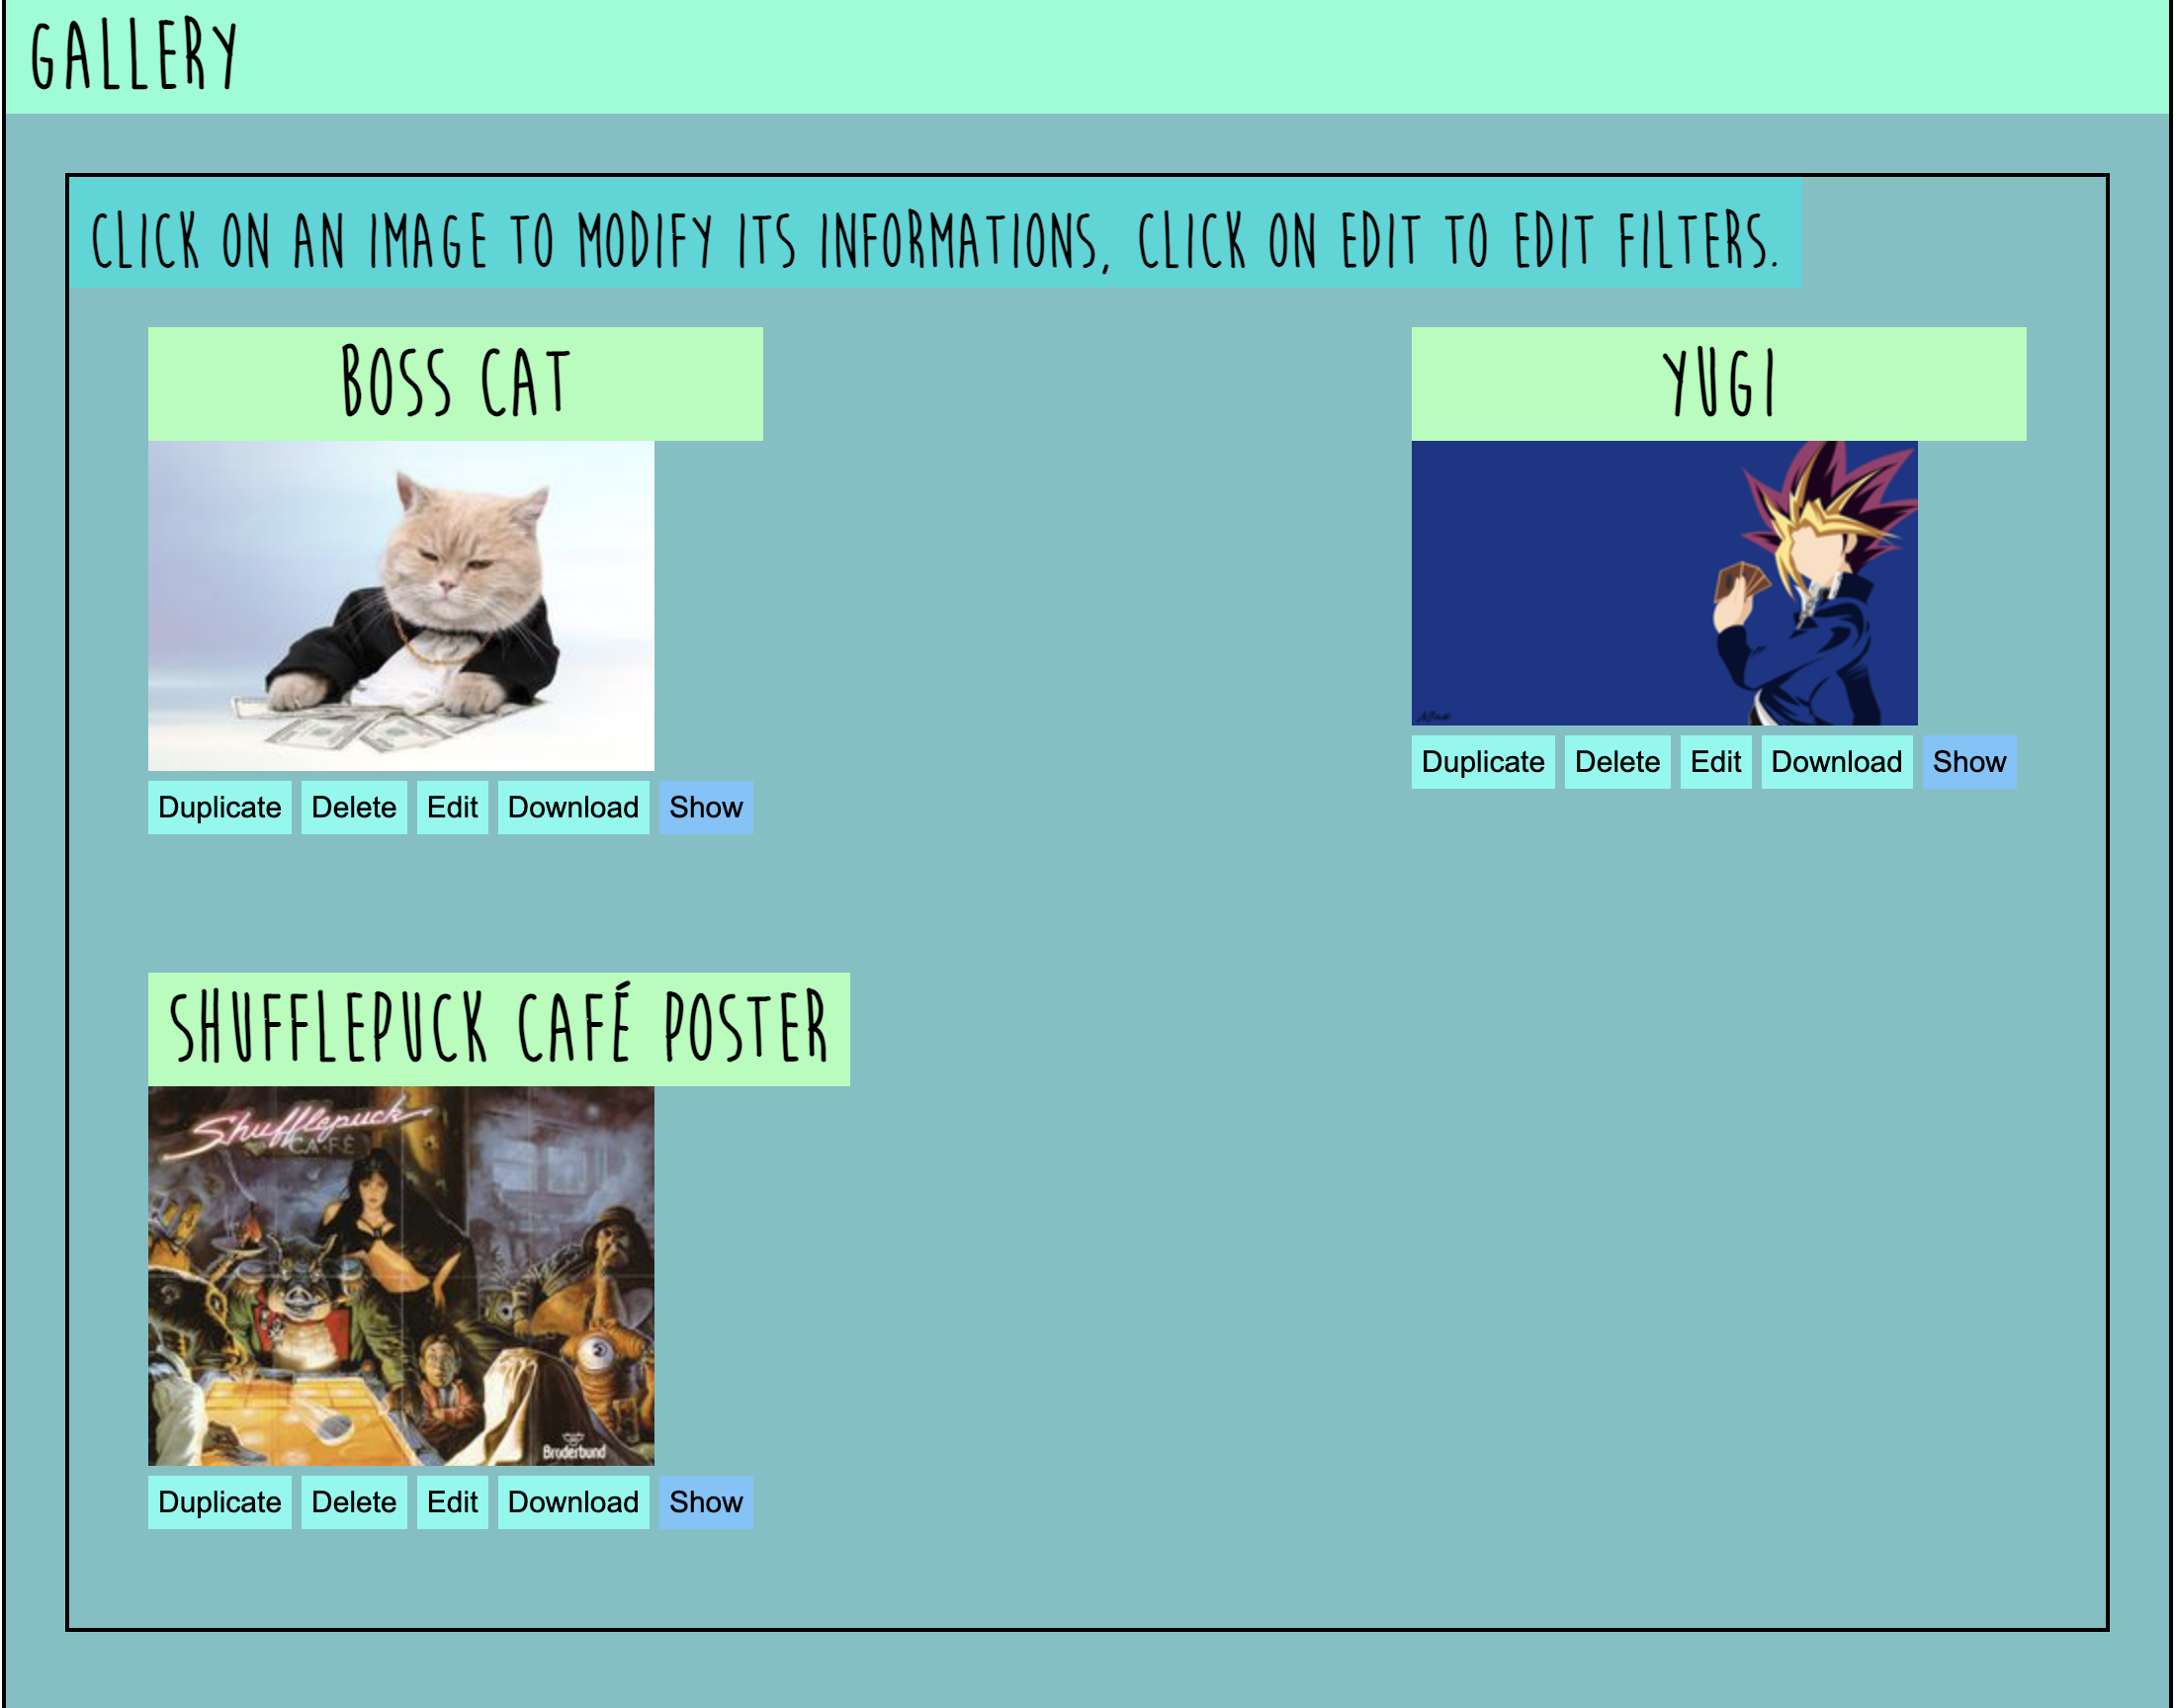 GALLERY
CLICK ON AN IMAGE TO MODIFY ITS INFORMATIONS, CLICK ON EDIT TO EDIT FILTERS.
BOSS CAT
Duplicate Delete Edit Download Show
YUGI
Duplicate Delete Edit Download Show
SHUFFLEPUCK CAFÉ POSTER
Shufflepuck
CAFÉ
Brøderbund
Duplicate Delete Edit Download Show